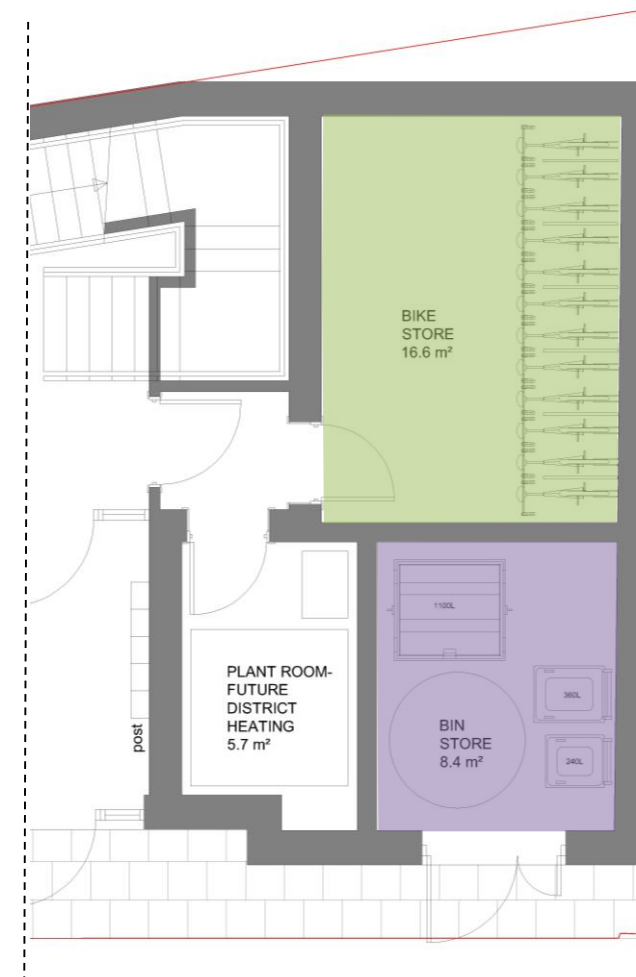 BIKE
STORE
16.6 m²
1100L
PLANT ROOM-
FUTURE
DISTRICT
HEATING
5.7 m²
360L
BIN
STORE
8.4 m²
240L
post